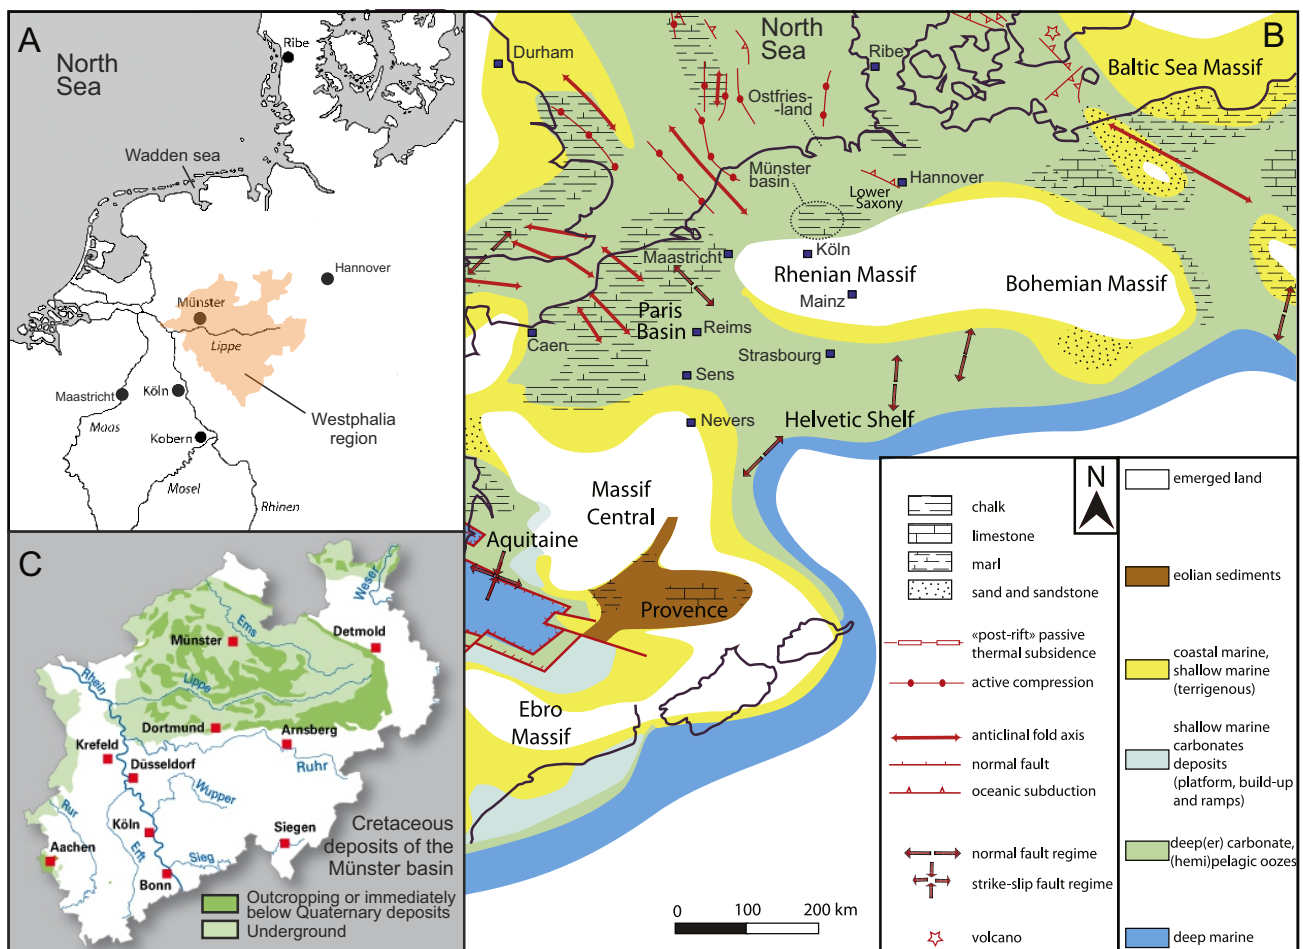 A
North
Sea
Ribe
Wadden sea
Hannover
Münster
Lippe
Maastricht
Köln
Maas
Kobern
Westphalia
region
Mosel
Rhinen
B
North
Sea
Durham
Ribe
Baltic Sea Massif
Ostfries-
-land
Münster
basin
Hannover
Lower
Saxony
Maastricht
Köln
Rhenian Massif
Bohemian Massif
Mainz
Paris
Basin
Reims
Caen
Strasbourg
Sens
Nevers
Helvetic Shelf
Massif
Central
Aquitaine
Provence
Ebro
Massif
0
100
200 km
N
chalk
limestone
marl
sand and sandstone
«post-rift» passive
thermal subsidence
active compression
anticlinal fold axis
normal fault
oceanic subduction
normal fault regime
strike-slip fault regime
volcano
emerged land
eolian sediments
coastal marine,
shallow marine
(terrigenous)
shallow marine
carbonates
deposits
(platform, build-up
and ramps)
deep(er) carbonate,
(hemi)pelagic oozes
deep marine
C
Weser
Ems
Münster
Detmold
Rhein
Lippe
Dortmund
Arnsberg
Krefeld
Ruhr
Düsseldorf
Wupper
Rur
Köln
Siegen
Aachen
Erft
Sieg
Bonn
Cretaceous
deposits of the
Münster basin
Outcropping or immediately
below Quaternary deposits
Underground